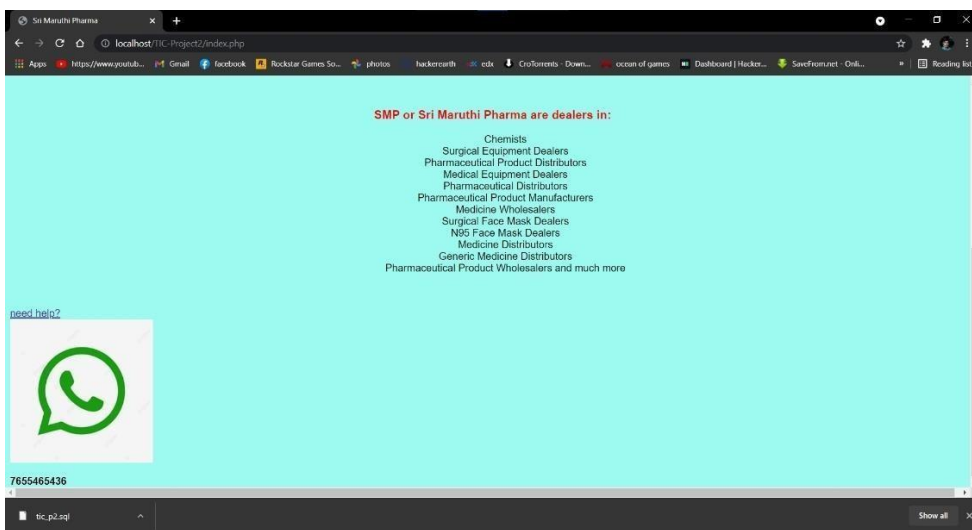 Sri Maruthi Pharma
localhost/TIC-Project2/index.php
Apps https://www.youtub... Gmail facebook Rockstar Games So... photos hackerearth edx CroTorrents - Down... ocean of games Dashboard | Hacker... SaveFrom.net - Onli... » Reading list
SMP or Sri Maruthi Pharma are dealers in:
Chemists
Surgical Equipment Dealers
Pharmaceutical Product Distributors
Medical Equipment Dealers
Pharmaceutical Distributors
Pharmaceutical Product Manufacturers
Medicine Wholesalers
Surgical Face Mask Dealers
N95 Face Mask Dealers
Medicine Distributors
Generic Medicine Distributors
Pharmaceutical Product Wholesalers and much more
need help?
7655465436
tic_p2.sql
Show all